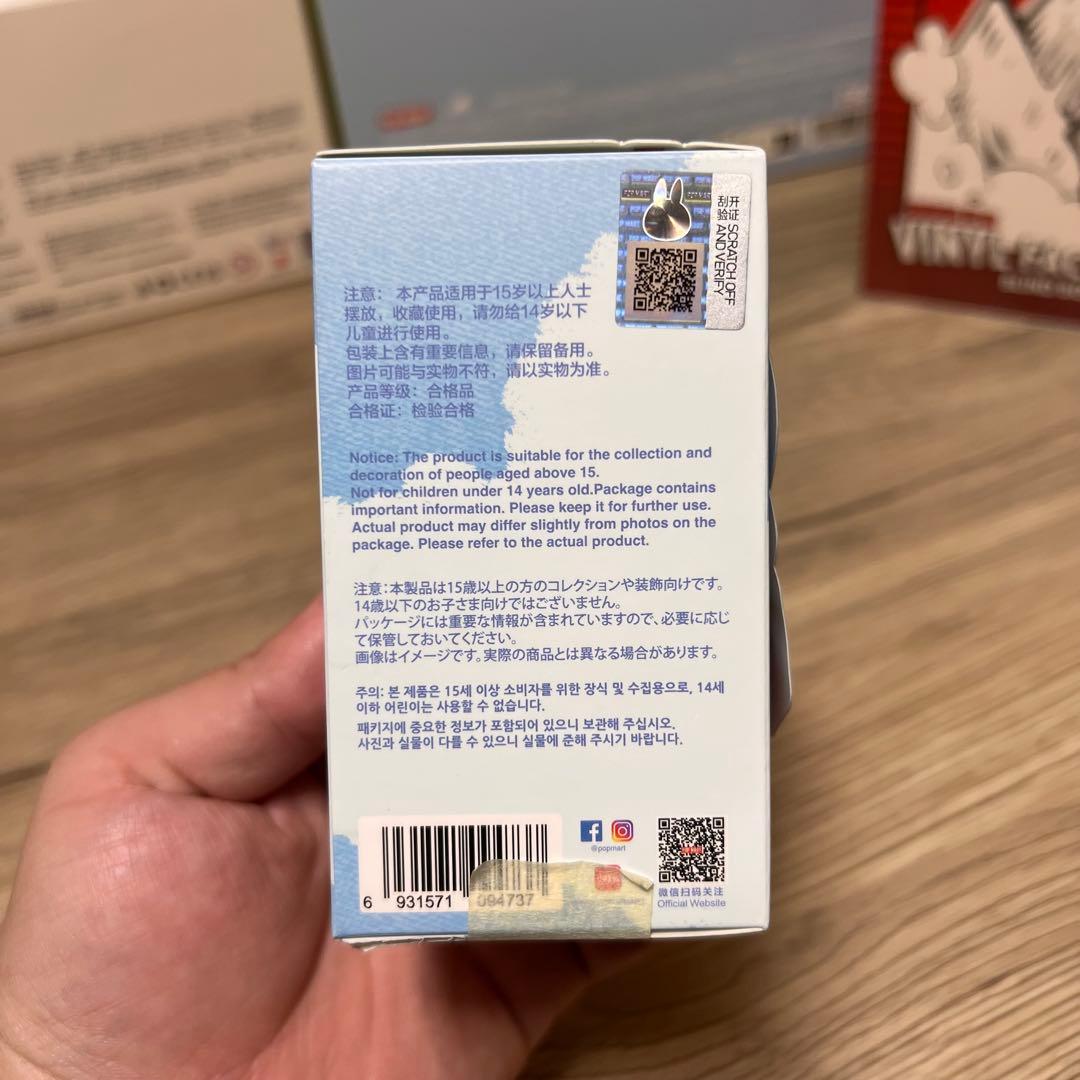 POP MART
开证 SCRATCH OFF
刮验 AND VERIFY
注意： 本产品适用于15岁以上人士
摆放，收藏使用，请勿给14岁以下
儿童进行使用。
包装上含有重要信息，请保留备用。
图片可能与实物不符，请以实物为准。
产品等级：合格品
合格证：检验合格
Notice: The product is suitable for the collection and
decoration of people aged above 15.
Not for children under 14 years old.Package contains
important information. Please keep it for further use.
Actual product may differ slightly from photos on the
package. Please refer to the actual product.
注意：本製品は15歳以上の方のコレクションや装飾向けです。
14歳以下のお子さま向けではございません。
パッケージには重要な情報が含まれていますので、必要に応じ
て保管しておいてください。
画像はイメージです。実際の商品とは異なる場合があります。
주의: 본 제품은 15세 이상 소비자를 위한 장식 및 수집용으로, 14세
이하 어린이는 사용할 수 없습니다.
패키지에 중요한 정보가 포함되어 있으니 보관해 주십시오.
사진과 실물이 다를 수 있으니 실물에 준해 주시기 바랍니다.
6 931571 094737
@popmart
微信扫码关注
Official Website
VINYL